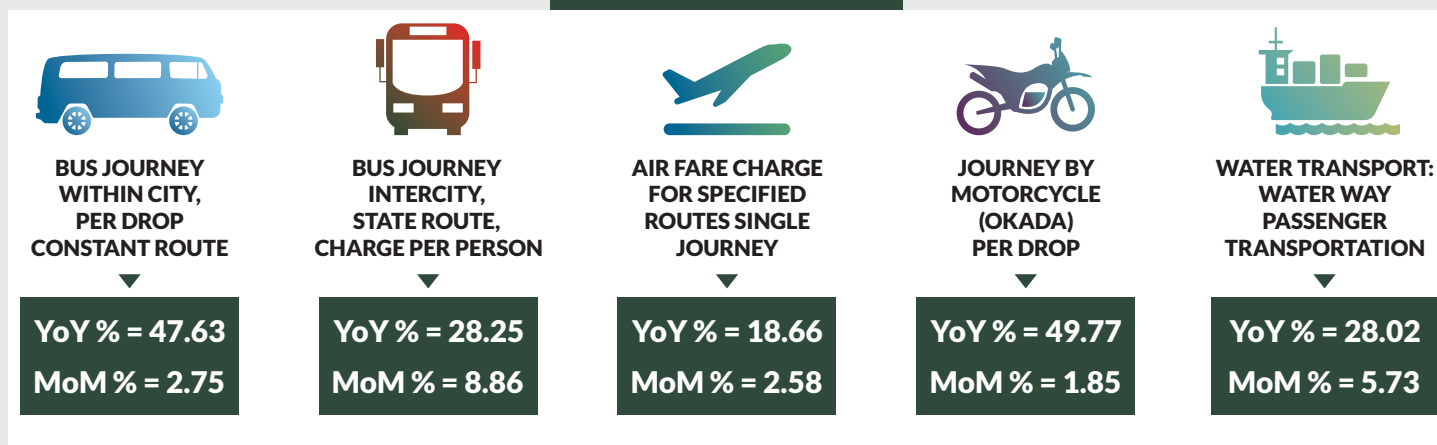 BUS JOURNEY
WITHIN CITY,
PER DROP
CONSTANT ROUTE
YoY % = 47.63
MoM % = 2.75
BUS JOURNEY
INTERCITY,
STATE ROUTE,
CHARGE PER PERSON
YoY % = 28.25
MoM % = 8.86
AIR FARE CHARGE
FOR SPECIFIED
ROUTES SINGLE
JOURNEY
YoY % = 18.66
MoM % = 2.58
JOURNEY BY
MOTORCYCLE
(OKADA)
PER DROP
YoY % = 49.77
MoM % = 1.85
WATER TRANSPORT:
WATER WAY
PASSENGER
TRANSPORTATION
YoY % = 28.02
MoM % = 5.73